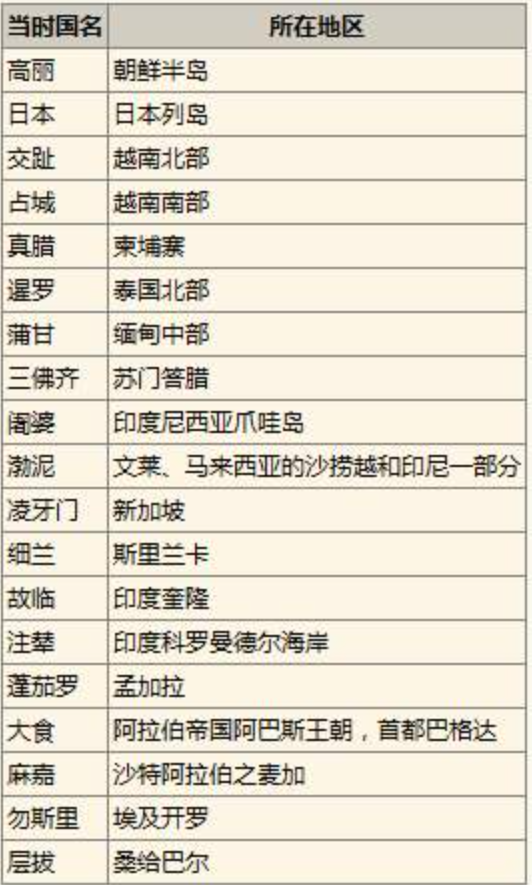 当时国名 所在地区
高丽 朝鲜半岛
日本 日本列岛
交趾 越南北部
占城 越南南部
真腊 柬埔寨
暹罗 泰国北部
蒲甘 缅甸中部
三佛齐 苏门答腊
阇婆 印度尼西亚爪哇岛
渤泥 文莱、马来西亚的沙捞越和印尼一部分
凌牙门 新加坡
细兰 斯里兰卡
故临 印度奎隆
注辇 印度科罗曼德尔海岸
蓬茄罗 孟加拉
大食 阿拉伯帝国阿巴斯王朝，首都巴格达
麻嘉 沙特阿拉伯之麦加
勿斯里 埃及开罗
层拔 桑给巴尔